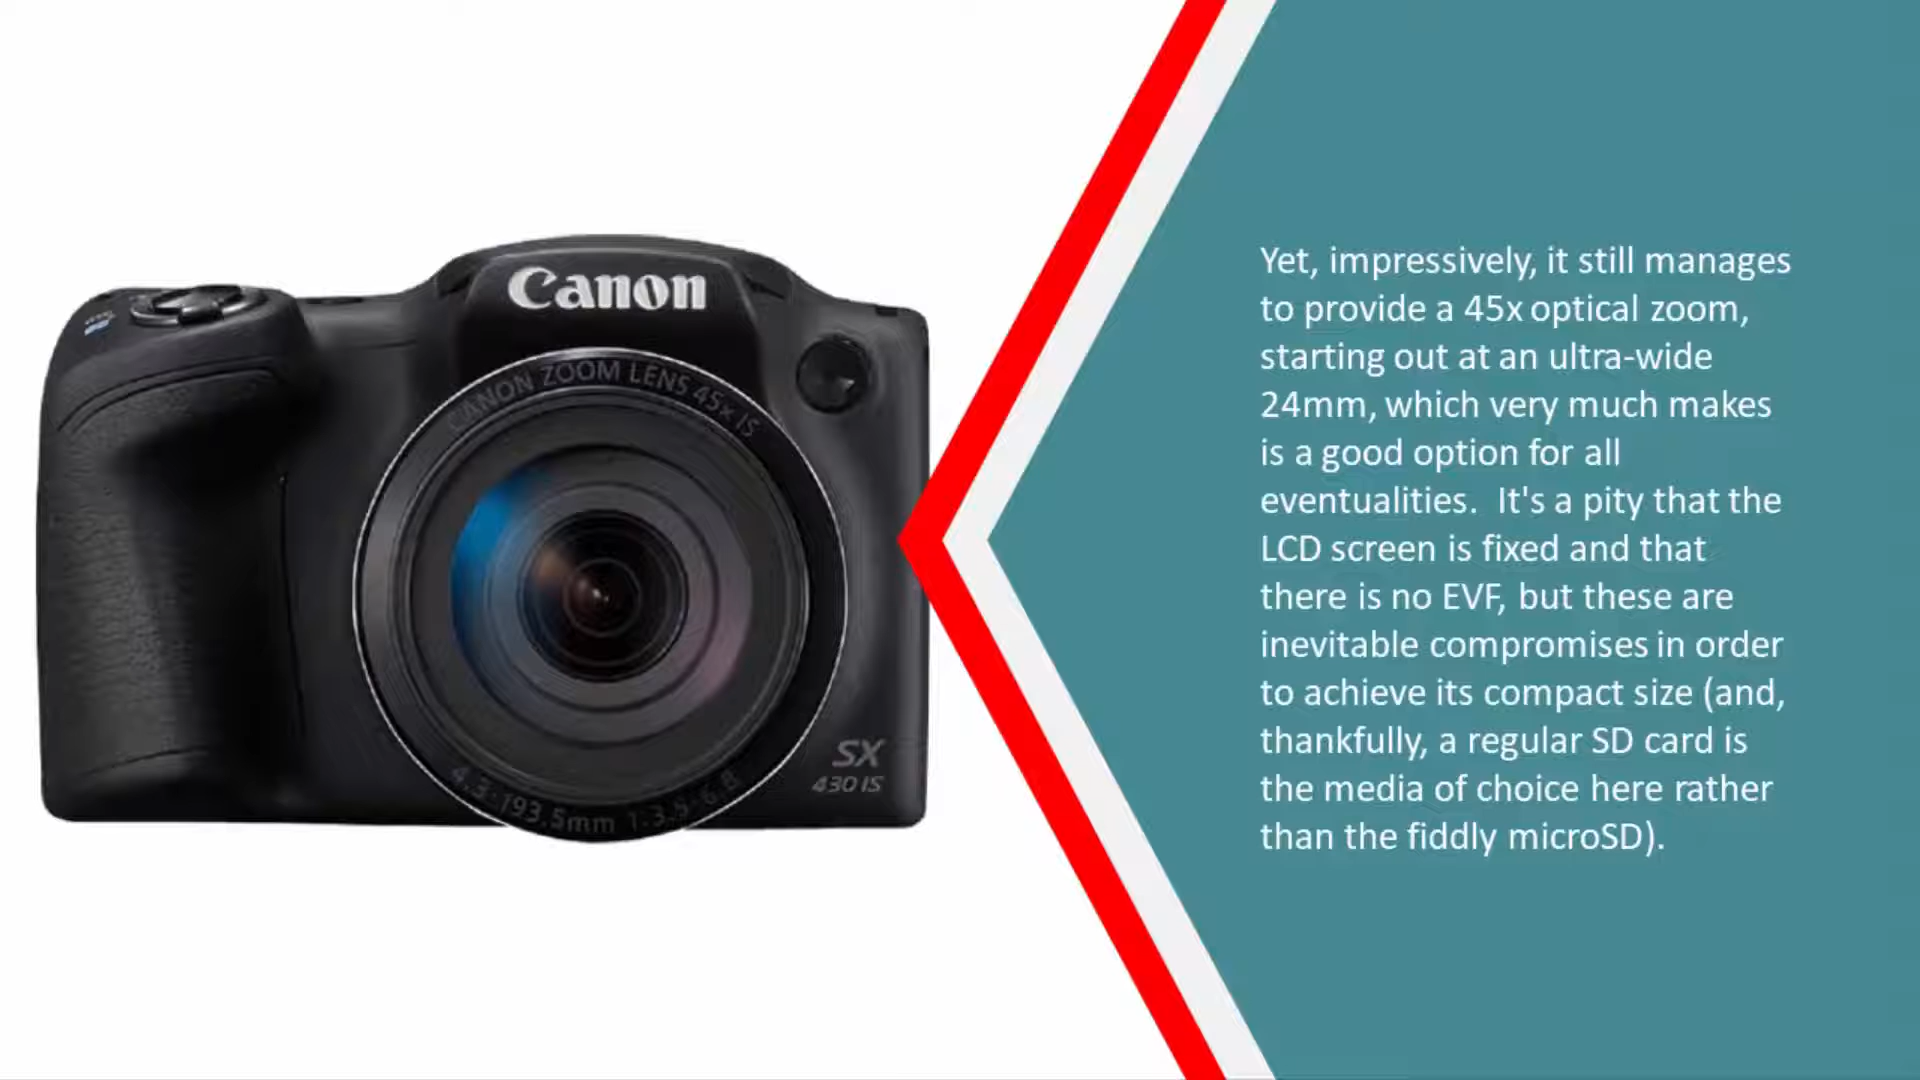 Canon
CANON ZOOM LENS 45x IS
SX
430 IS
4.3-193.5mm 1:3.5-6.8
Yet, impressively, it still manages
to provide a 45x optical zoom,
starting out at an ultra-wide
24mm, which very much makes
is a good option for all
eventualities.  It's a pity that the
LCD screen is fixed and that
there is no EVF, but these are
inevitable compromises in order
to achieve its compact size (and,
thankfully, a regular SD card is
the media of choice here rather
than the fiddly microSD).